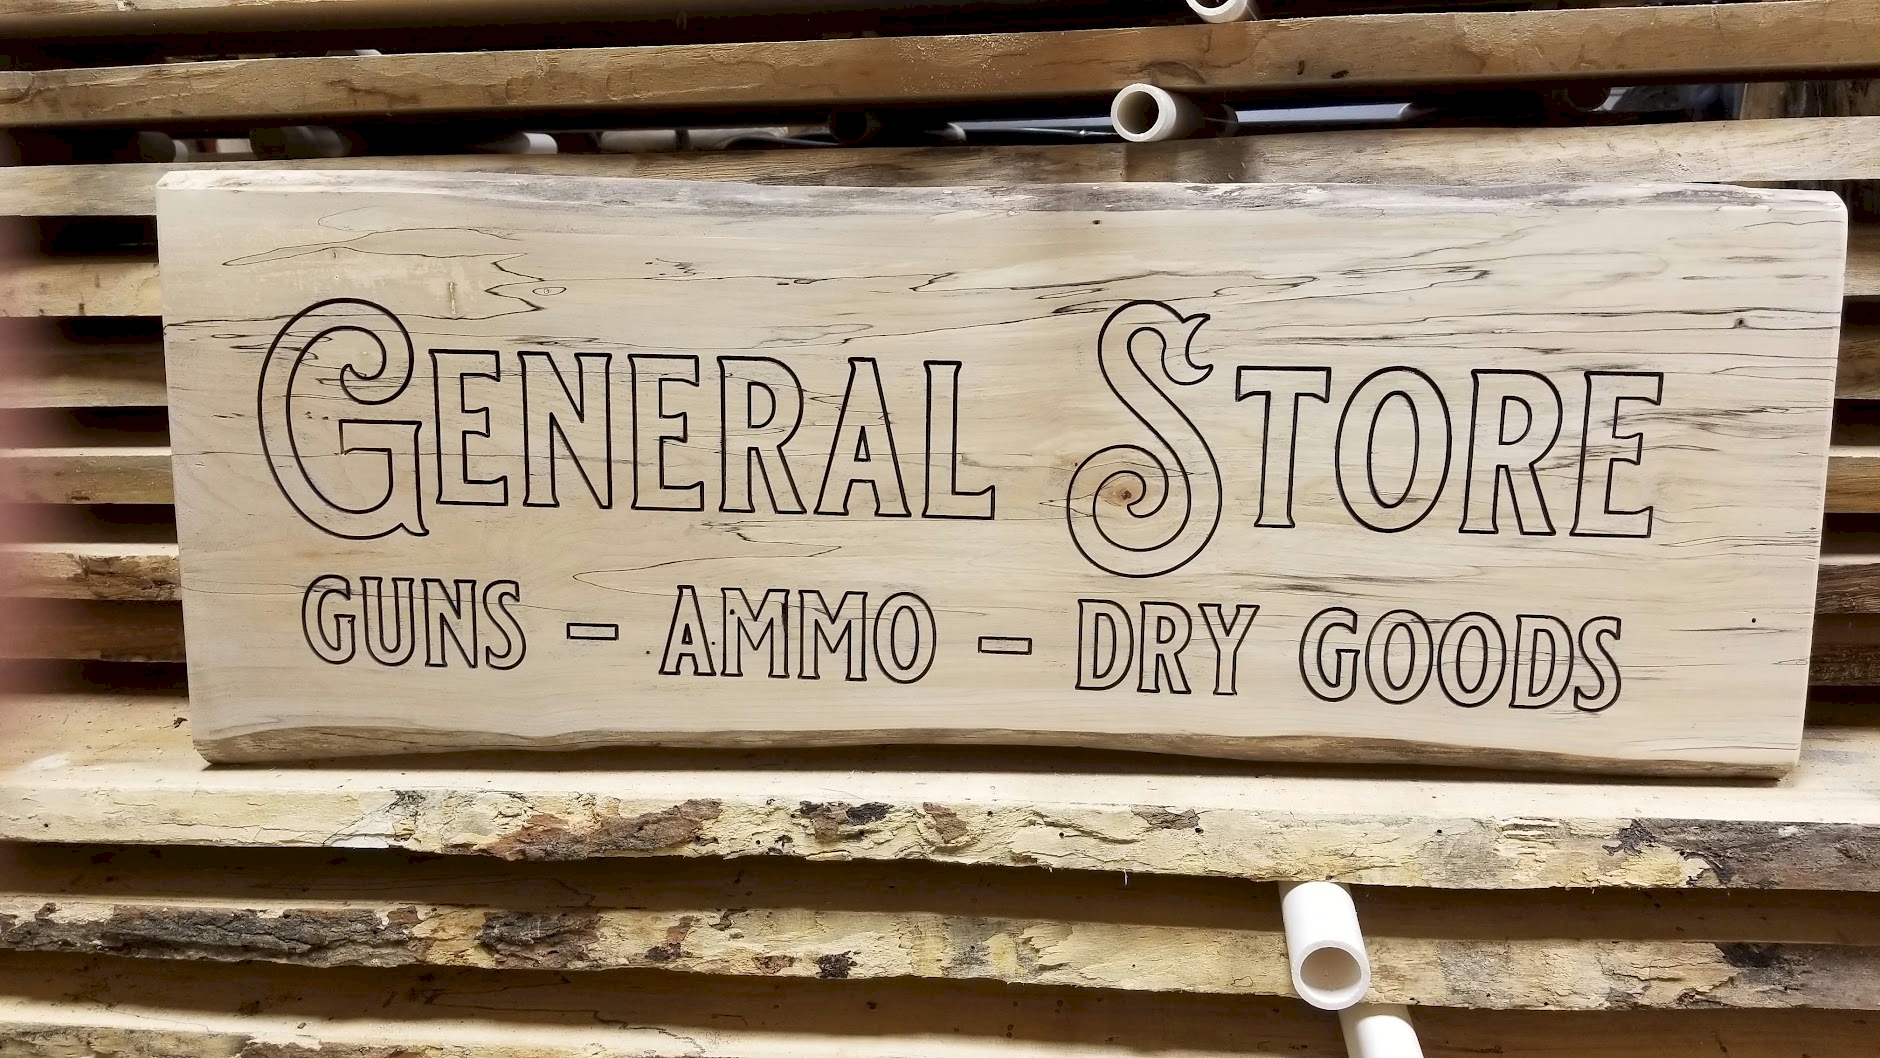 GENERAL STORE
GUNS - AMMO - DRY GOODS